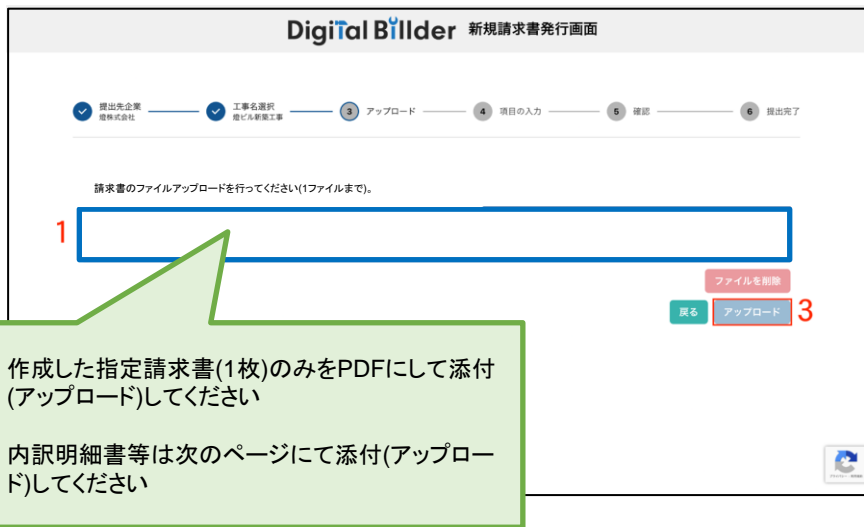 Digital Billder 新規請求書発行画面
提出先企業
燈株式会社
工事名選択
燈ビル新築工事
3 アップロード
4 項目の入力
5 確認
6 提出完了
請求書のファイルアップロードを行ってください(1ファイルまで)。
1
ファイルを削除
戻る アップロード 3
作成した指定請求書(1枚)のみをPDFにして添付
(アップロード)してください
内訳明細書等は次のページにて添付(アップロー
ド)してください